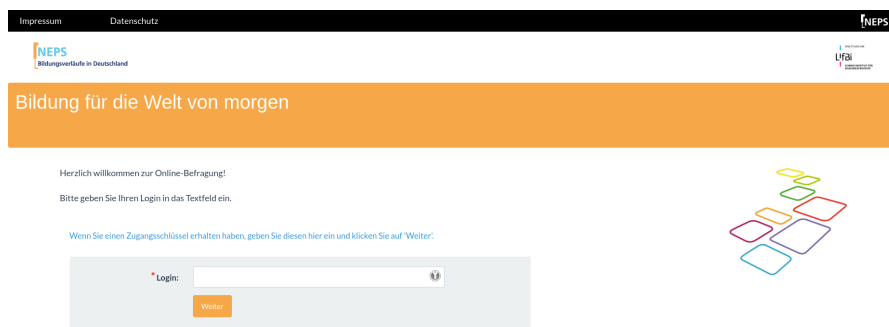 Impressum Datenschutz NEPS
NEPS
Bildungsverläufe in Deutschland
LIfBi
Bildung für die Welt von morgen
Herzlich willkommen zur Online-Befragung!
Bitte geben Sie Ihren Login in das Textfeld ein.
Wenn Sie einen Zugangsschlüssel erhalten haben, geben Sie diesen hier ein und klicken Sie auf 'Weiter'.
* Login:
Weiter